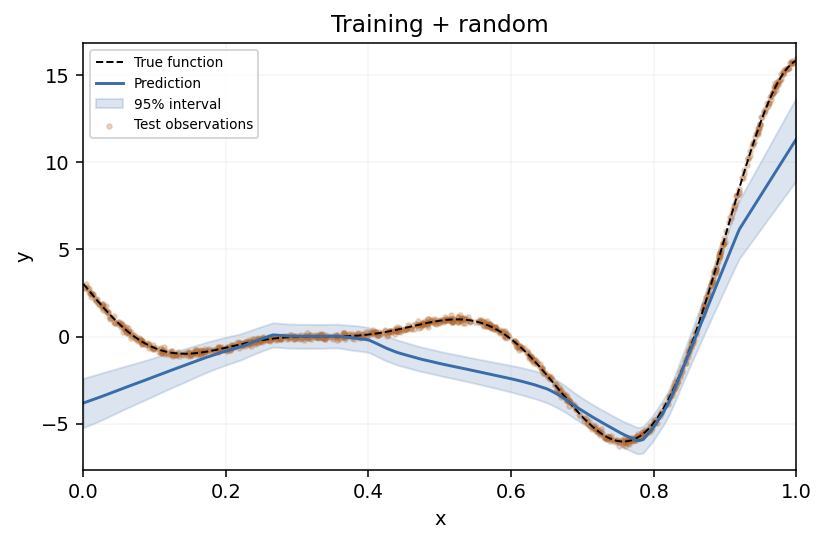 Training + random
True function
Prediction
95% interval
Test observations
15
10
5
0
−5
y
0.0 0.2 0.4 0.6 0.8 1.0
x